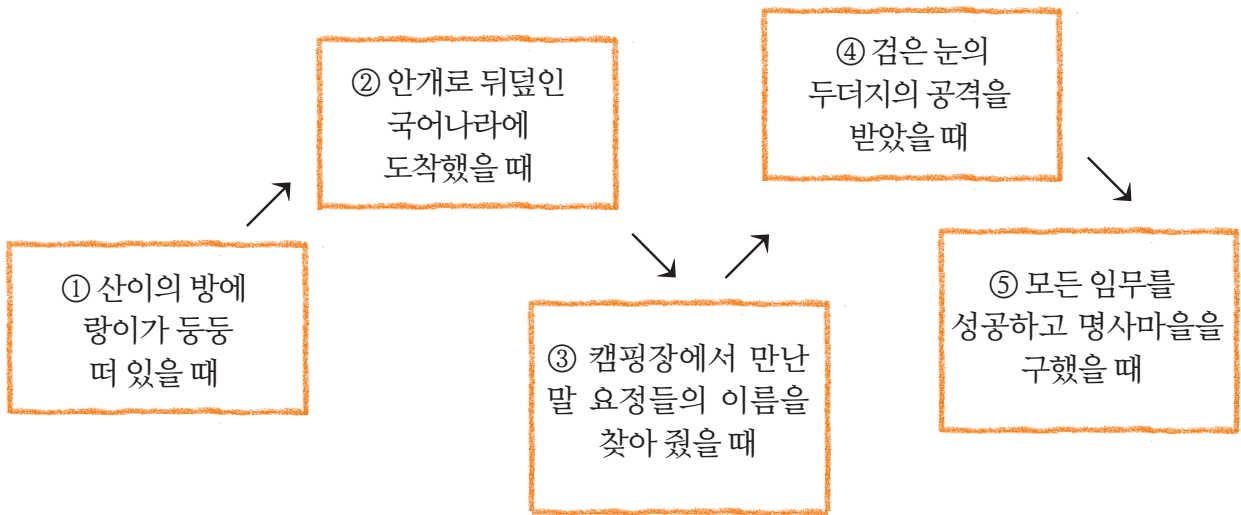 ① 산이의 방에
랑이가 둥둥
떠 있을 때
② 안개로 뒤덮인
국어나라에
도착했을 때
③ 캠핑장에서 만난
말 요정들의 이름을
찾아 줬을 때
④ 검은 눈의
두더지의 공격을
받았을 때
⑤ 모든 임무를
성공하고 명사마을을
구했을 때